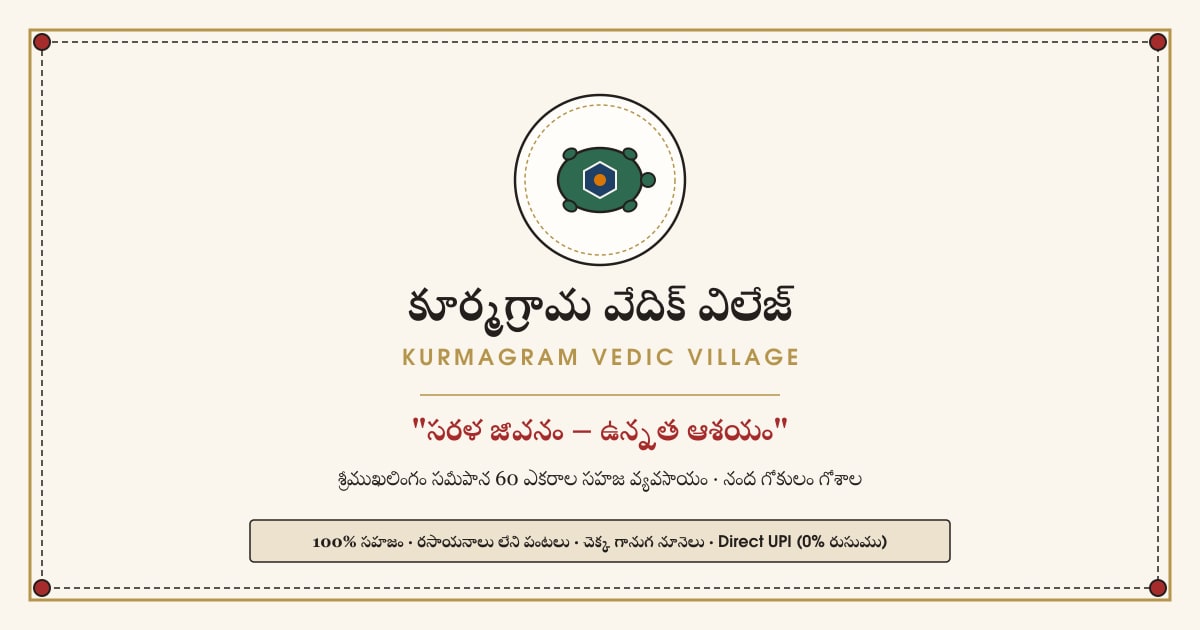 కూర్మగ్రామ వేదిక్ విలేజ్
KURMAGRAM VEDIC VILLAGE
"సరళ జీవనం — ఉన్నత ఆశయం"
శ్రీముఖలింగం సమీపాన 60 ఎకరాల సహజ వ్యవసాయం · నంద గోకులం గోశాల
100% సహజం · రసాయనాలు లేని పంటలు · చెక్క గానుగ నూనెలు · Direct UPI (0% రుసుము)